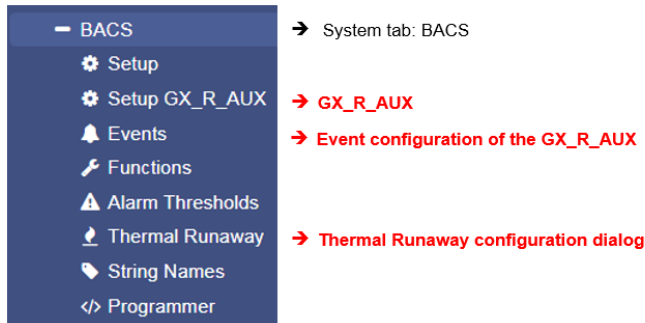 BACS → System tab: BACS
Setup
Setup GX_R_AUX → GX_R_AUX
Events → Event configuration of the GX_R_AUX
Functions
Alarm Thresholds
Thermal Runaway → Thermal Runaway configuration dialog
String Names
</> Programmer